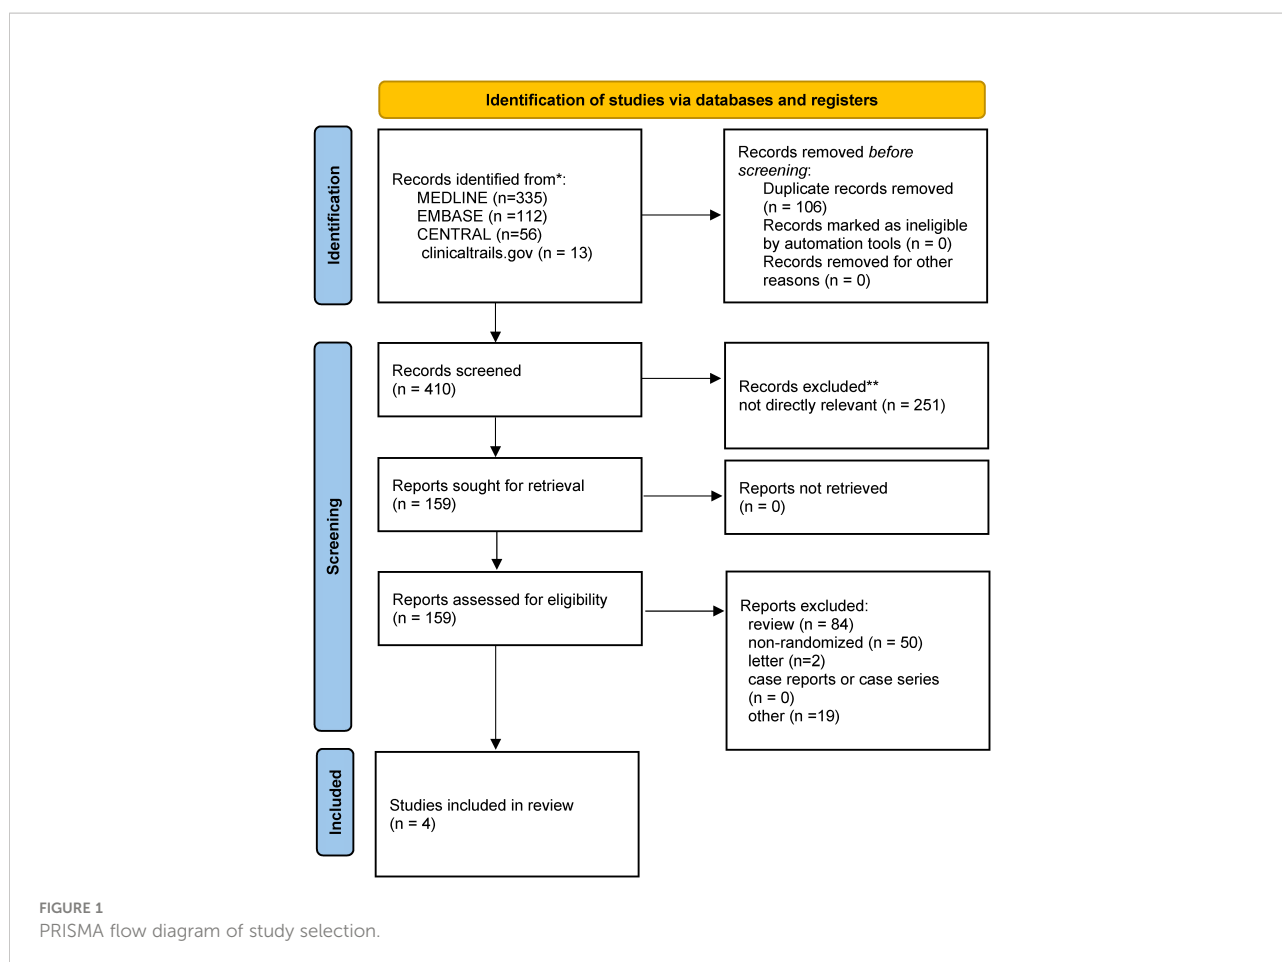 Identification of studies via databases and registers
Identification
Records identified from*:
MEDLINE (n=335)
EMBASE (n =112)
CENTRAL (n=56)
clinicaltrails.gov (n = 13)
Records removed before
screening:
Duplicate records removed
(n = 106)
Records marked as ineligible
by automation tools (n = 0)
Records removed for other
reasons (n = 0)
Screening
Records screened
(n = 410)
Records excluded**
not directly relevant (n = 251)
Reports sought for retrieval
(n = 159)
Reports not retrieved
(n = 0)
Reports assessed for eligibility
(n = 159)
Reports excluded:
review (n = 84)
non-randomized (n = 50)
letter (n=2)
case reports or case series
(n = 0)
other (n =19)
Included
Studies included in review
(n = 4)
FIGURE 1
PRISMA flow diagram of study selection.